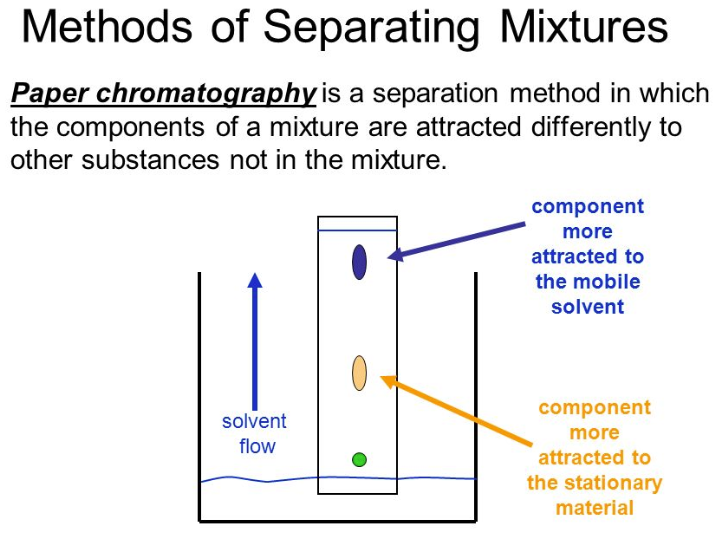 Methods of Separating Mixtures
Paper chromatography is a separation method in which
the components of a mixture are attracted differently to
other substances not in the mixture.
component
more
attracted to
the mobile
solvent
solvent
flow
component
more
attracted to
the stationary
material